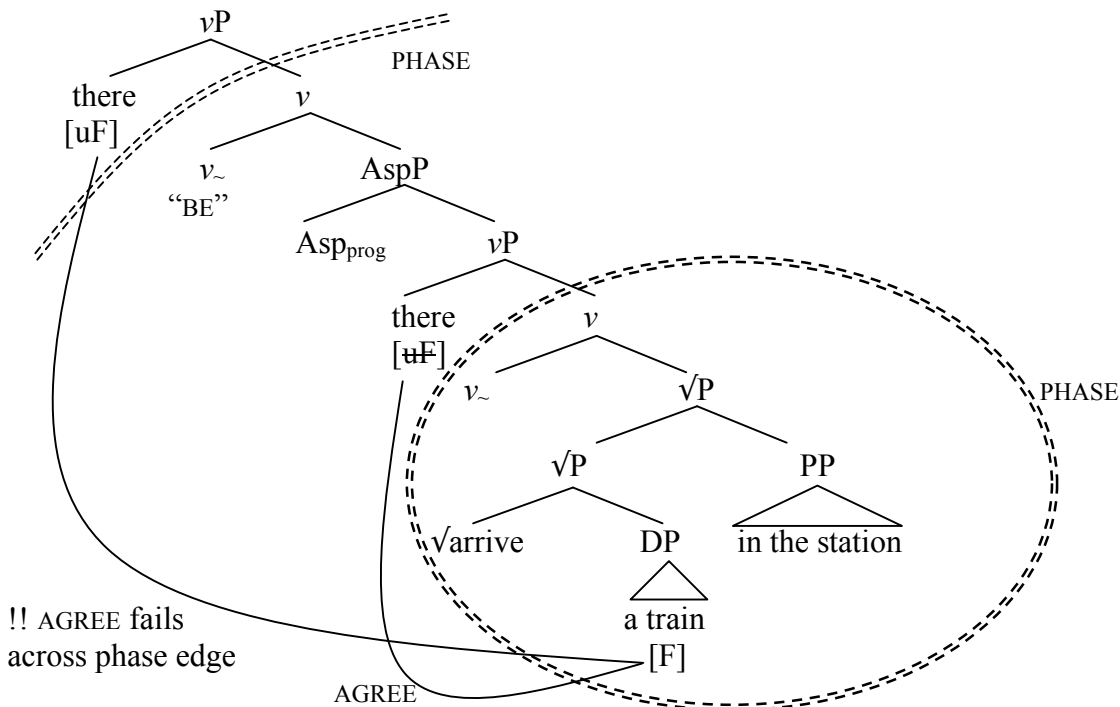 vP
PHASE
there
v
[uF]
v~
AspP
“BE”
Aspprog
vP
there
v
[uF]
v~
√P
PHASE
√P
PP
√arrive
DP
in the station
a train
!! AGREE fails
across phase edge
[F]
AGREE